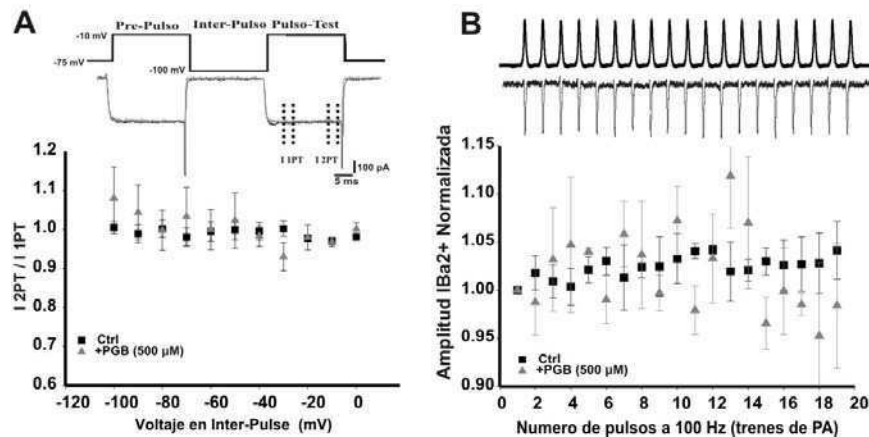 A
Pre-Pulso Inter-Pulso Pulso-Test
-10 mV
-75 mV
-100 mV
I 1PT I 2PT
100 pA
5 ms
I 2PT / I 1PT
1.2
1.1
1.0
0.9
0.8
0.7
0.6
Ctrl
+PGB (500 µM)
-120 -100 -80 -60 -40 -20 0
Voltaje en Inter-Pulse (mV)
B
Amplitud IBa2+ Normalizada
1.15
1.10
1.05
1.00
0.95
0.90
Ctrl
+PGB (500 µM)
2 4 6 8 10 12 14 16 18 20
Numero de pulsos a 100 Hz (trenes de PA)